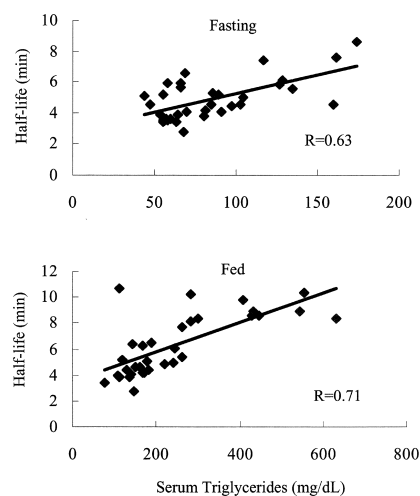 Fasting
Half-life (min)
10
8
6
4
2
0
R=0.63
0 50 100 150 200
Fed
Half-life (min)
12
10
8
6
4
2
0
R=0.71
0 200 400 600 800
Serum Triglycerides (mg/dL)